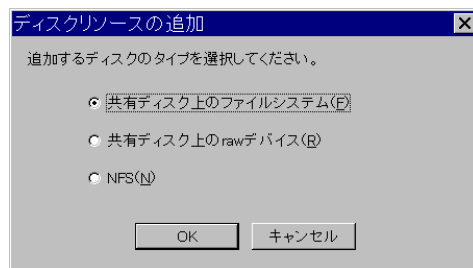 ディスクリソースの追加
追加するディスクのタイプを選択してください。
共有ディスク上のファイルシステム(F)
共有ディスク上のrawデバイス(R)
NFS(N)
OK キャンセル